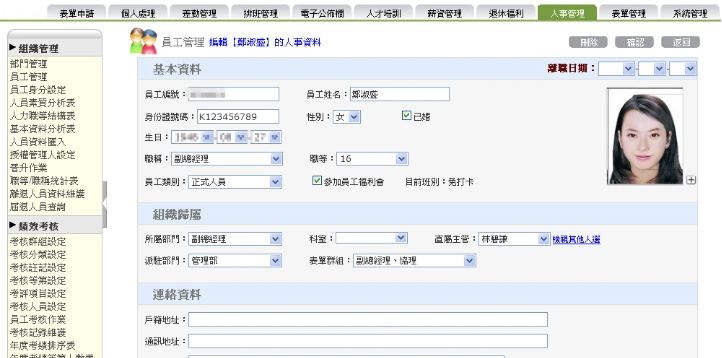 表單申請 個人處理 差勤管理 排班管理 電子公佈欄 人才培訓 薪資管理 退休福利 人事管理 表單管理 系統管理
員工管理 編輯【鄭淑盛】的人事資料 刪除 確認 返回
組織管理
部門管理
員工管理
員工身分設定
人員素質分析表
人力職等結構表
基本資料分析表
人員資料匯入
授權管理人設定
晉升作業
職等/職稱統計表
離退人員資料維護
屆退人員查詢
績效考核
考核群組設定
考核分類設定
考核註記設定
考核等第設定
考評項目設定
考核人員設定
員工考核作業
考核記錄維護
年度考績排序表
基本資料 離職日期：
員工編號： 員工姓名： 鄭淑盛
身份證號碼： K123456789 性別： 女 已婚
生日： 1946 - 08 - 27
職稱： 副總經理 職等： 16
員工類別： 正式人員 參加員工福利會 目前班別：免打卡
組織歸屬
所屬部門： 副總經理 科室： 直屬主管： 林碧謙 檢視其他人選
派駐部門： 管理部 表單群組： 副總經理、協理
連絡資料
戶籍地址：
通訊地址：